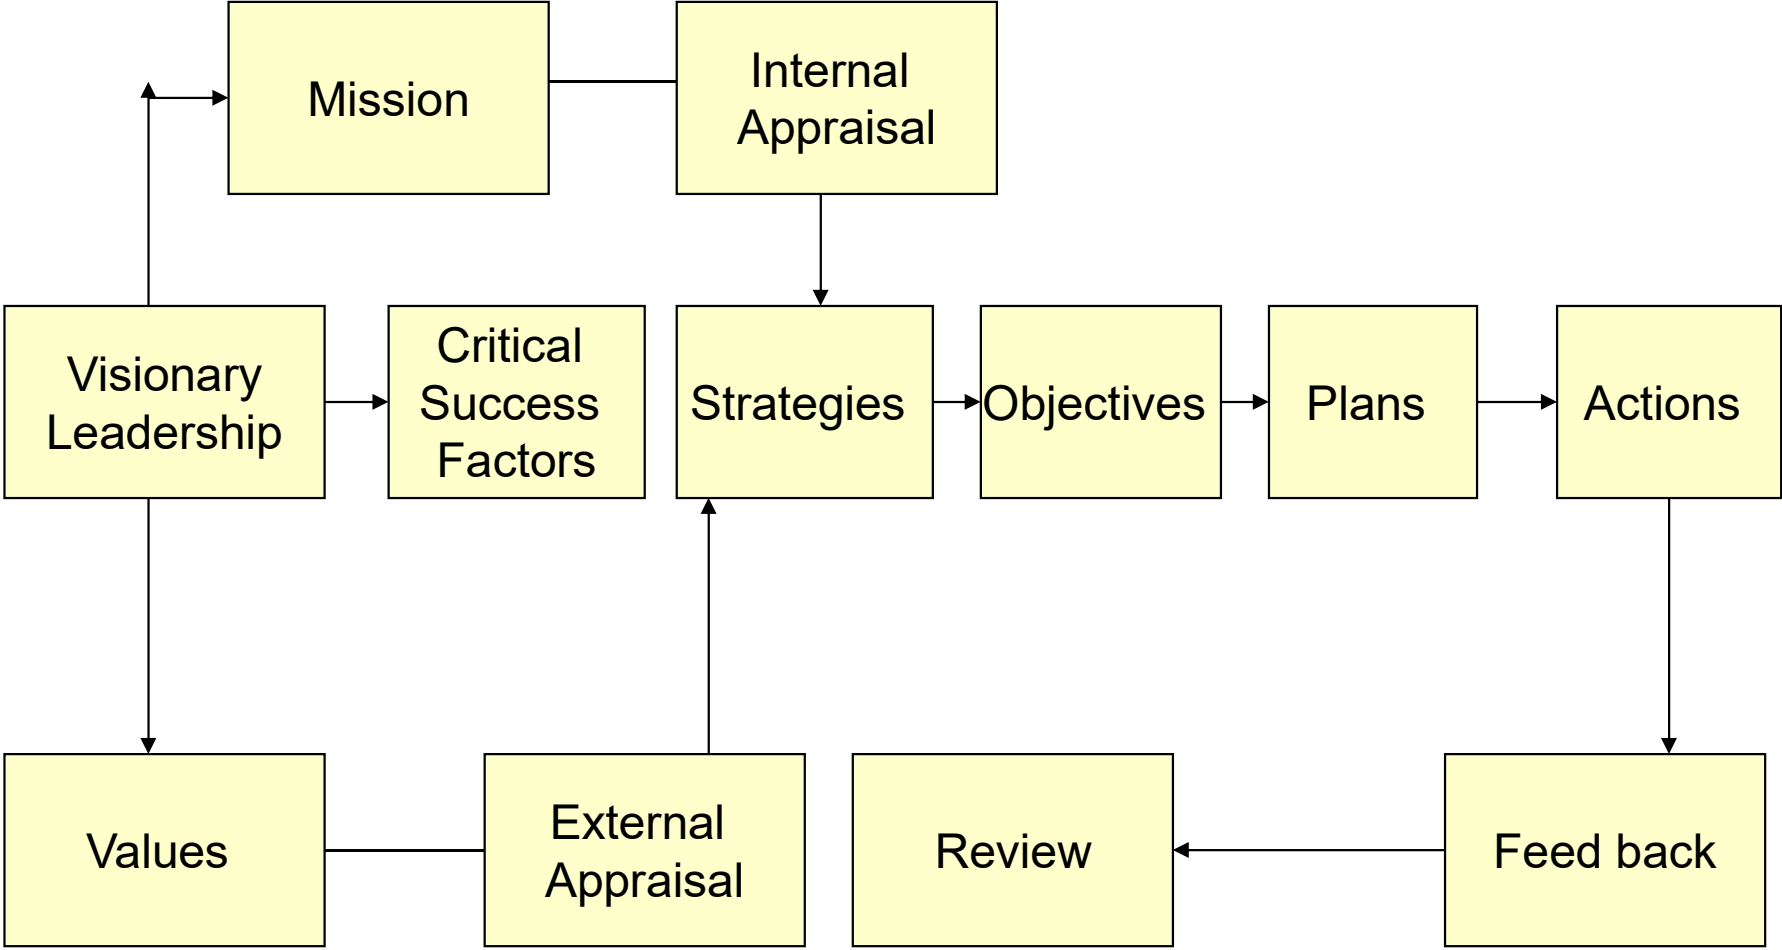 Mission
Internal
Appraisal
Visionary
Leadership
Critical
Success
Factors
Strategies
Objectives
Plans
Actions
Values
External
Appraisal
Review
Feed back